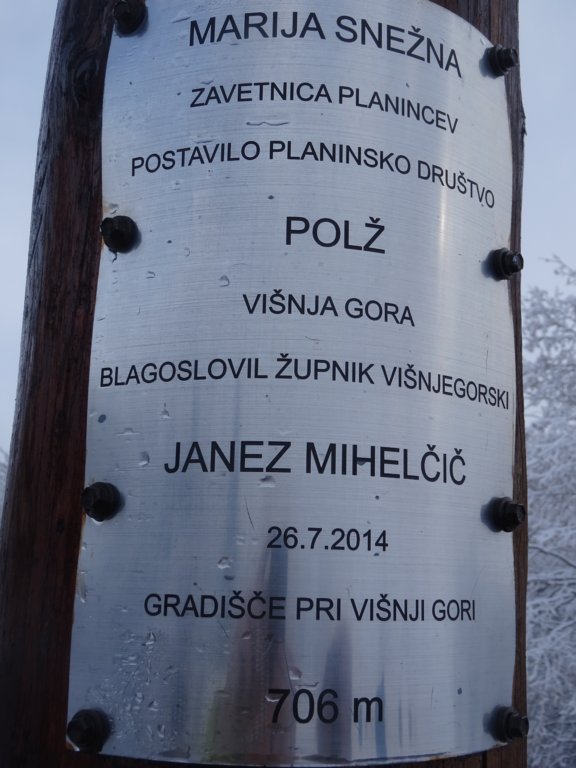 MARIJA SNEŽNA
ZAVETNICA PLANINCEV
POSTAVILO PLANINSKO DRUŠTVO
POLŽ
VIŠNJA GORA
BLAGOSLOVIL ŽUPNIK VIŠNJEGORSKI
JANEZ MIHELČIČ
26.7.2014
GRADIŠČE PRI VIŠNJI GORI
706 m